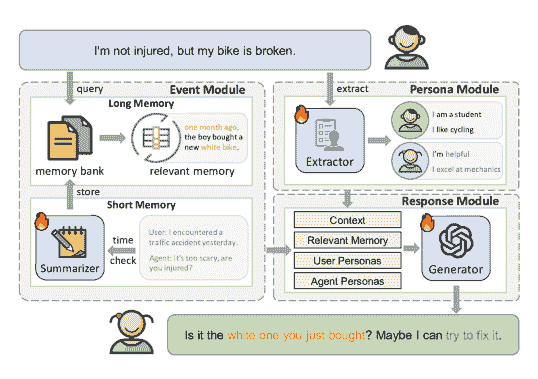 I'm not injured, but my bike is broken.
query
Event Module
extract
Persona Module
Long Memory
one month ago,
the boy bought a
new white bike.
memory bank
relevant memory
Extractor
I am a student
I like cycling
I'm helpful
I excel at mechanics
store
Short Memory
Summarizer
time
check
User: I encountered a
traffic accident yesterday.
Agent: It's too scary, are
you injured?
Response Module
Context
Relevant Memory
User Personas
Agent Personas
Generator
Is it the white one you just bought? Maybe I can try to fix it.